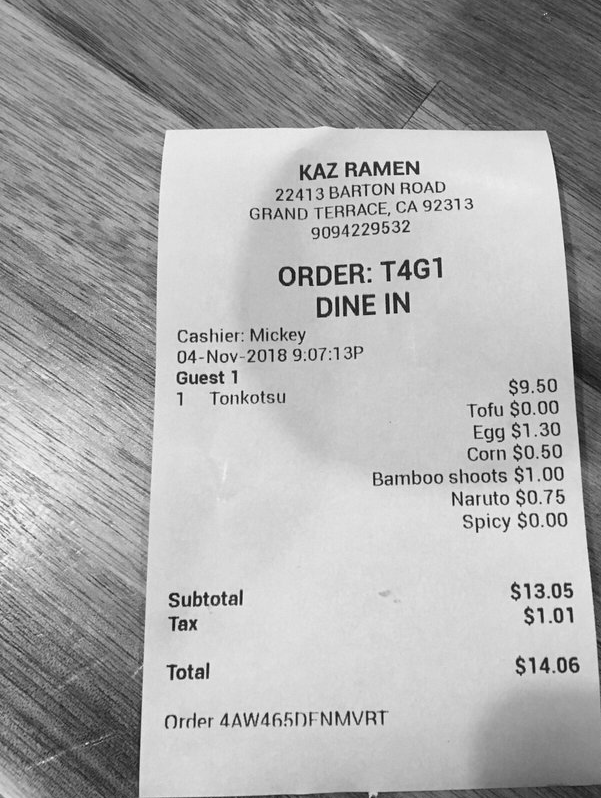 KAZ RAMEN
22413 BARTON ROAD
GRAND TERRACE, CA 92313
9094229532
ORDER: T4G1
DINE IN
Cashier: Mickey
04-Nov-2018 9:07:13P
Guest 1
1 Tonkotsu $9.50
Tofu $0.00
Egg $1.30
Corn $0.50
Bamboo shoots $1.00
Naruto $0.75
Spicy $0.00
Subtotal $13.05
Tax $1.01
Total $14.06
Order 4AW465DFNMVRT